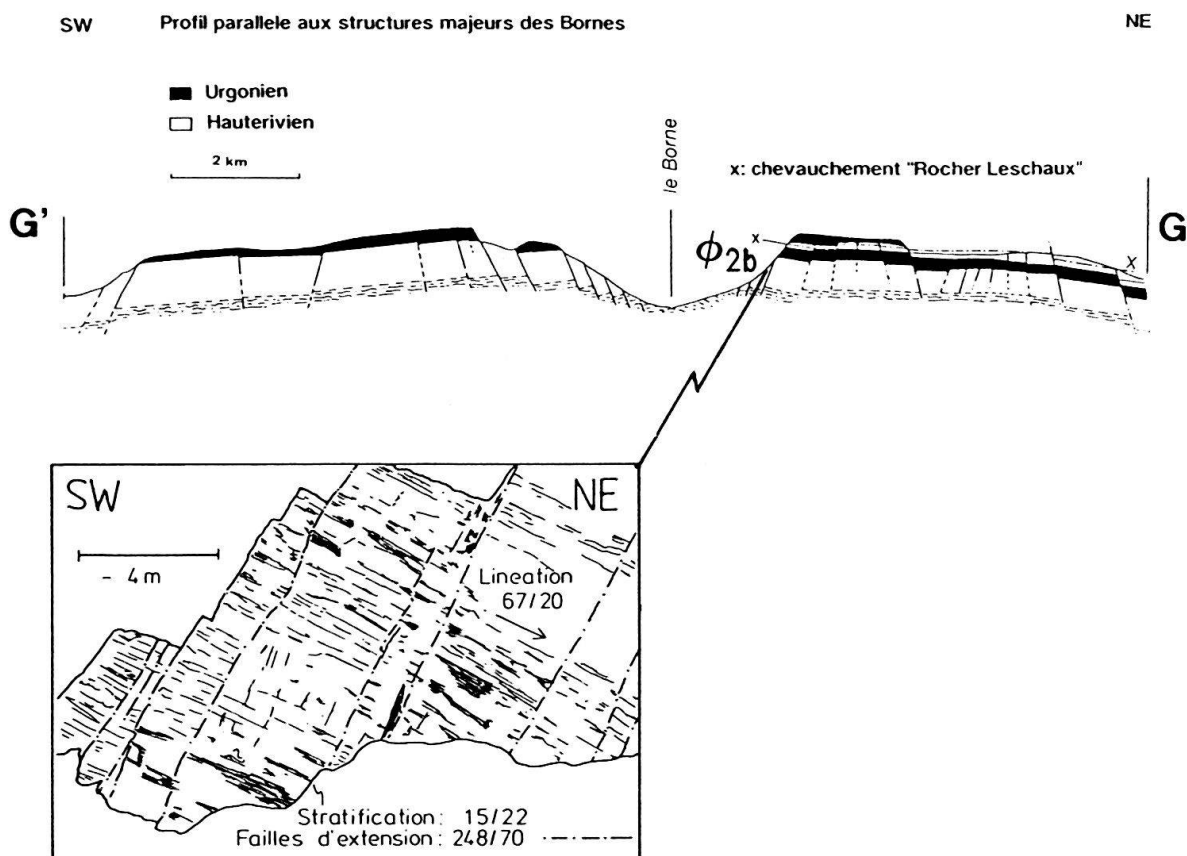 SW Profil parallele aux structures majeurs des Bornes NE
Urgonien
Hauterivien
2 km
le Borne
x: chevauchement "Rocher Leschaux"
G'
G
ϕ2b
x
x
SW
NE
- 4m
Lineation
67/20
Stratification: 15/22
Failles d'extension: 248/70